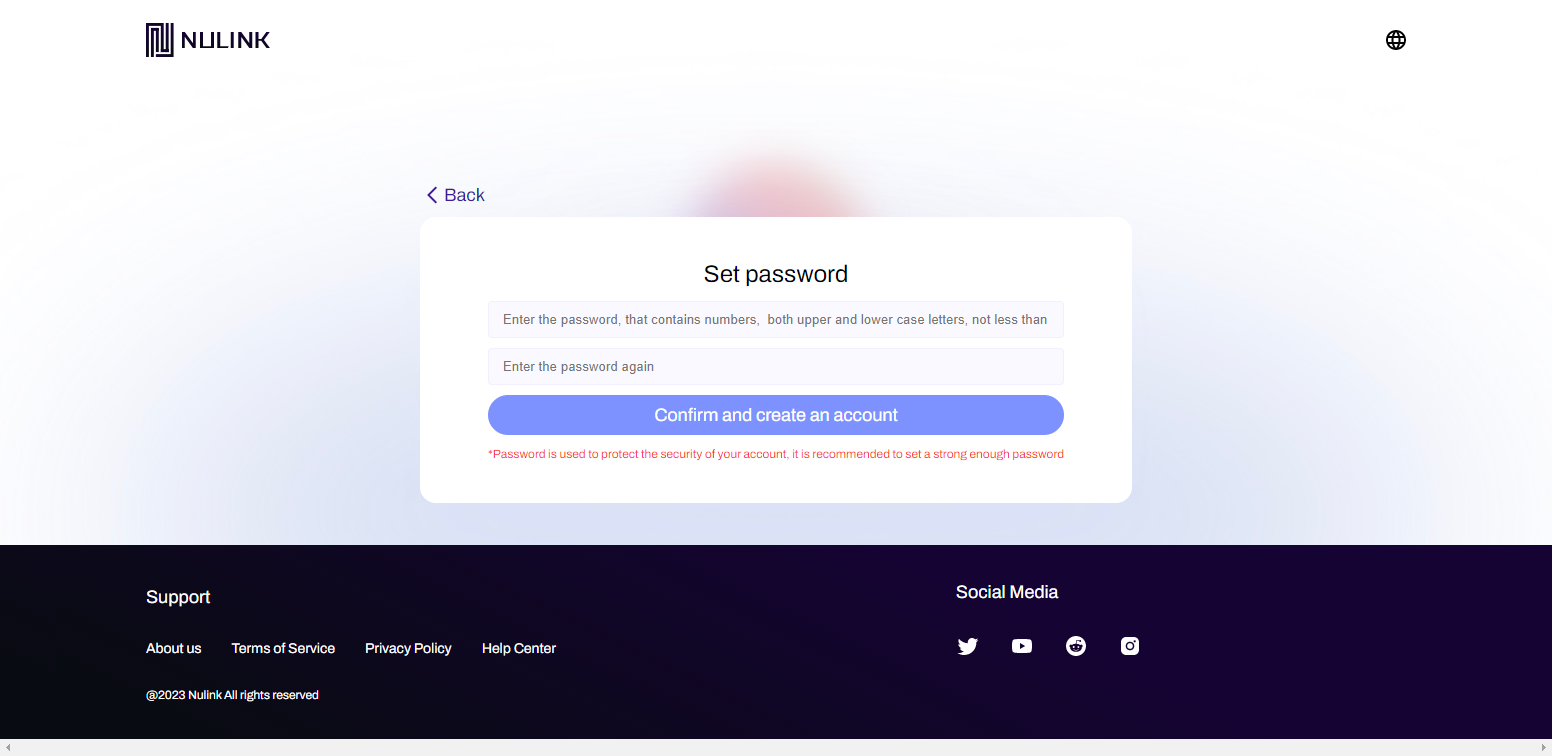 NULINK
Back
Set password
Enter the password, that contains numbers,  both upper and lower case letters, not less than
Enter the password again
Confirm and create an account
*Password is used to protect the security of your account, it is recommended to set a strong enough password
Support
Social Media
About us
Terms of Service
Privacy Policy
Help Center
@2023 Nulink All rights reserved